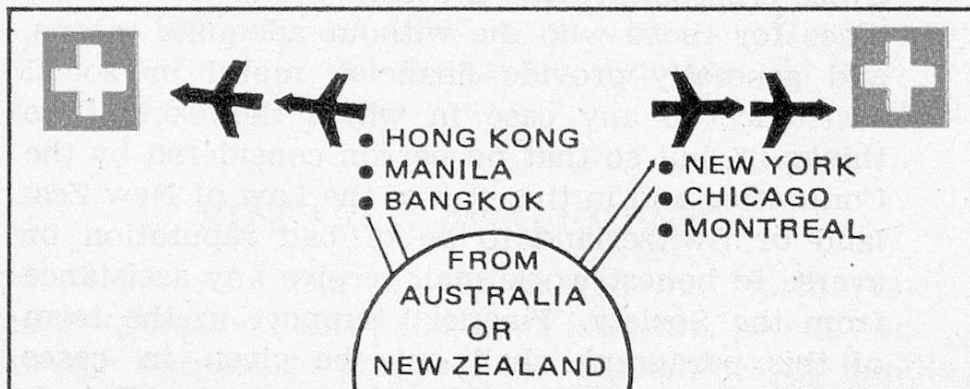 • HONG KONG
• MANILA
• BANGKOK
• NEW YORK
• CHICAGO
• MONTREAL
FROM
AUSTRALIA
OR
NEW ZEALAND